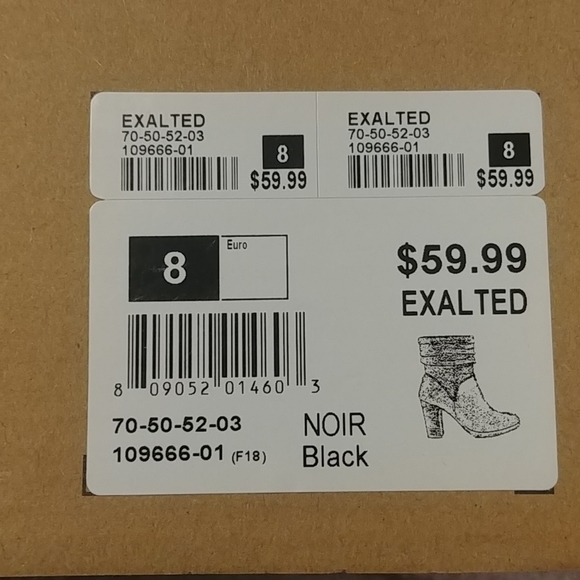 EXALTED
70-50-52-03
109666-01
8
$59.99
EXALTED
70-50-52-03
109666-01
8
$59.99
8
Euro
$59.99
EXALTED
8 09052 01460 3
70-50-52-03
109666-01 (F18)
NOIR
Black